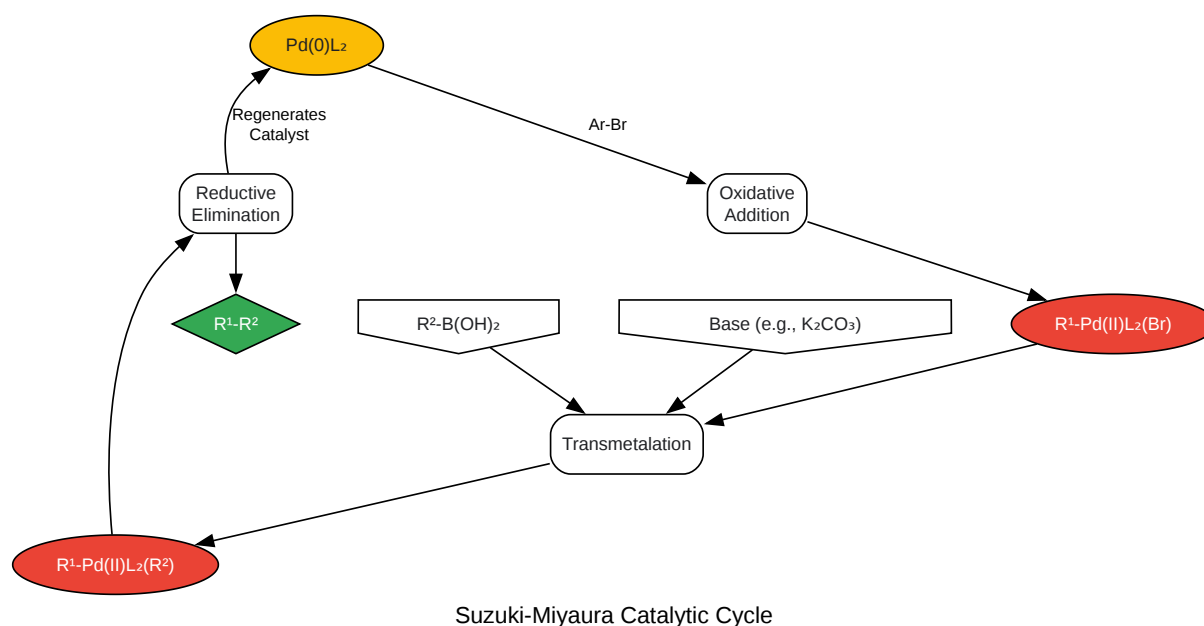 Pd(0)L₂
Regenerates
Catalyst
Ar-Br
Reductive
Elimination
Oxidative
Addition
R¹-R²
R²-B(OH)₂
Base (e.g., K₂CO₃)
R¹-Pd(II)L₂(Br)
Transmetalation
R¹-Pd(II)L₂(R²)
Suzuki-Miyaura Catalytic Cycle